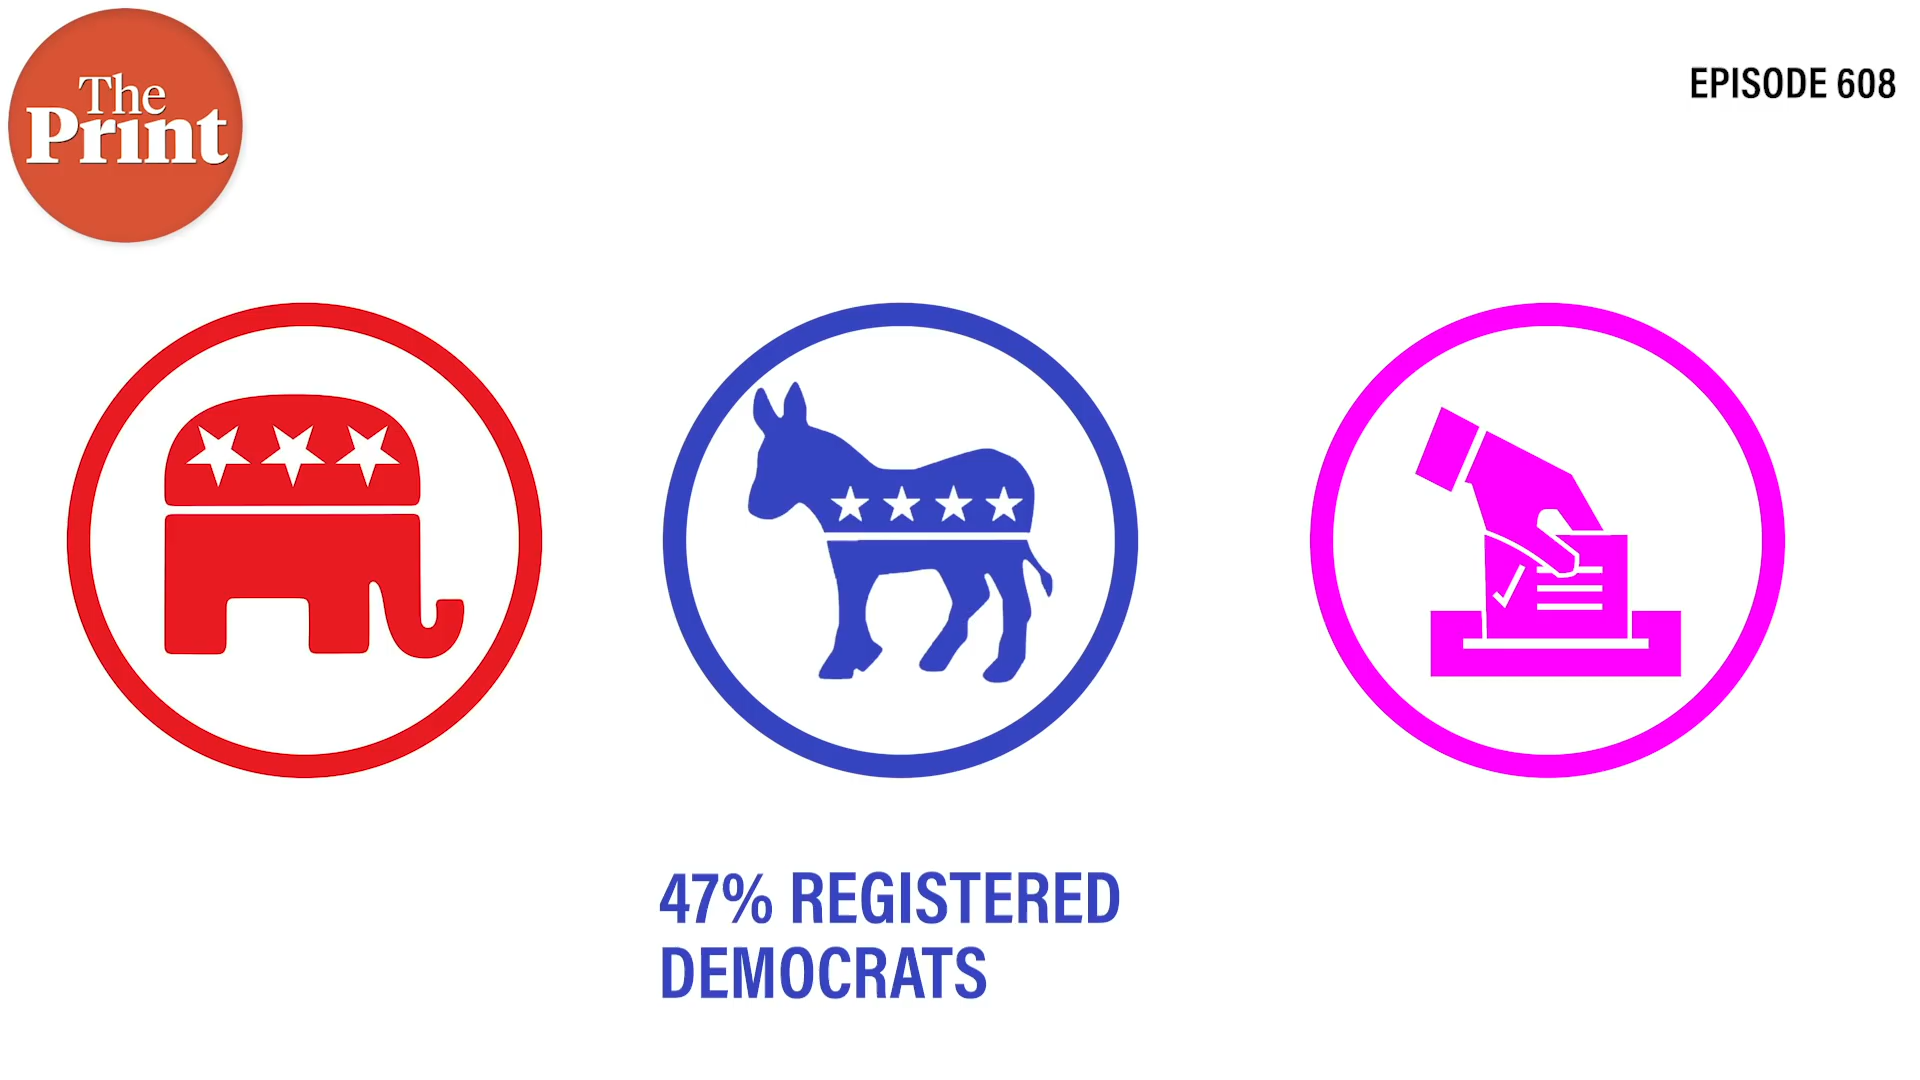 The
Print
EPISODE 608
47% REGISTERED
DEMOCRATS